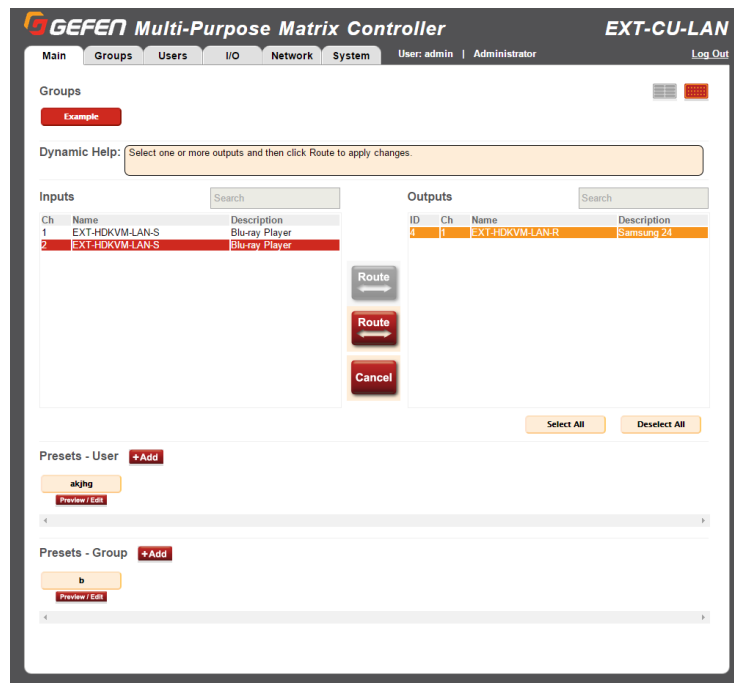 GEFEN Multi-Purpose Matrix Controller EXT-CU-LAN
Main Groups Users I/O Network System User: admin | Administrator Log Out
Groups
Example
Dynamic Help: Select one or more outputs and then click Route to apply changes.
Inputs Search Outputs Search
Ch Name Description ID Ch Name Description
1 EXT-HDKVM-LAN-S Blu-ray Player 4 1 EXT-HDKVM-LAN-R Samsung 24
2 EXT-HDKVM-LAN-S Blu-ray Player
Route
Route
Cancel
Select All Deselect All
Presets - User +Add
akjhg
Preview / Edit
Presets - Group +Add
b
Preview / Edit